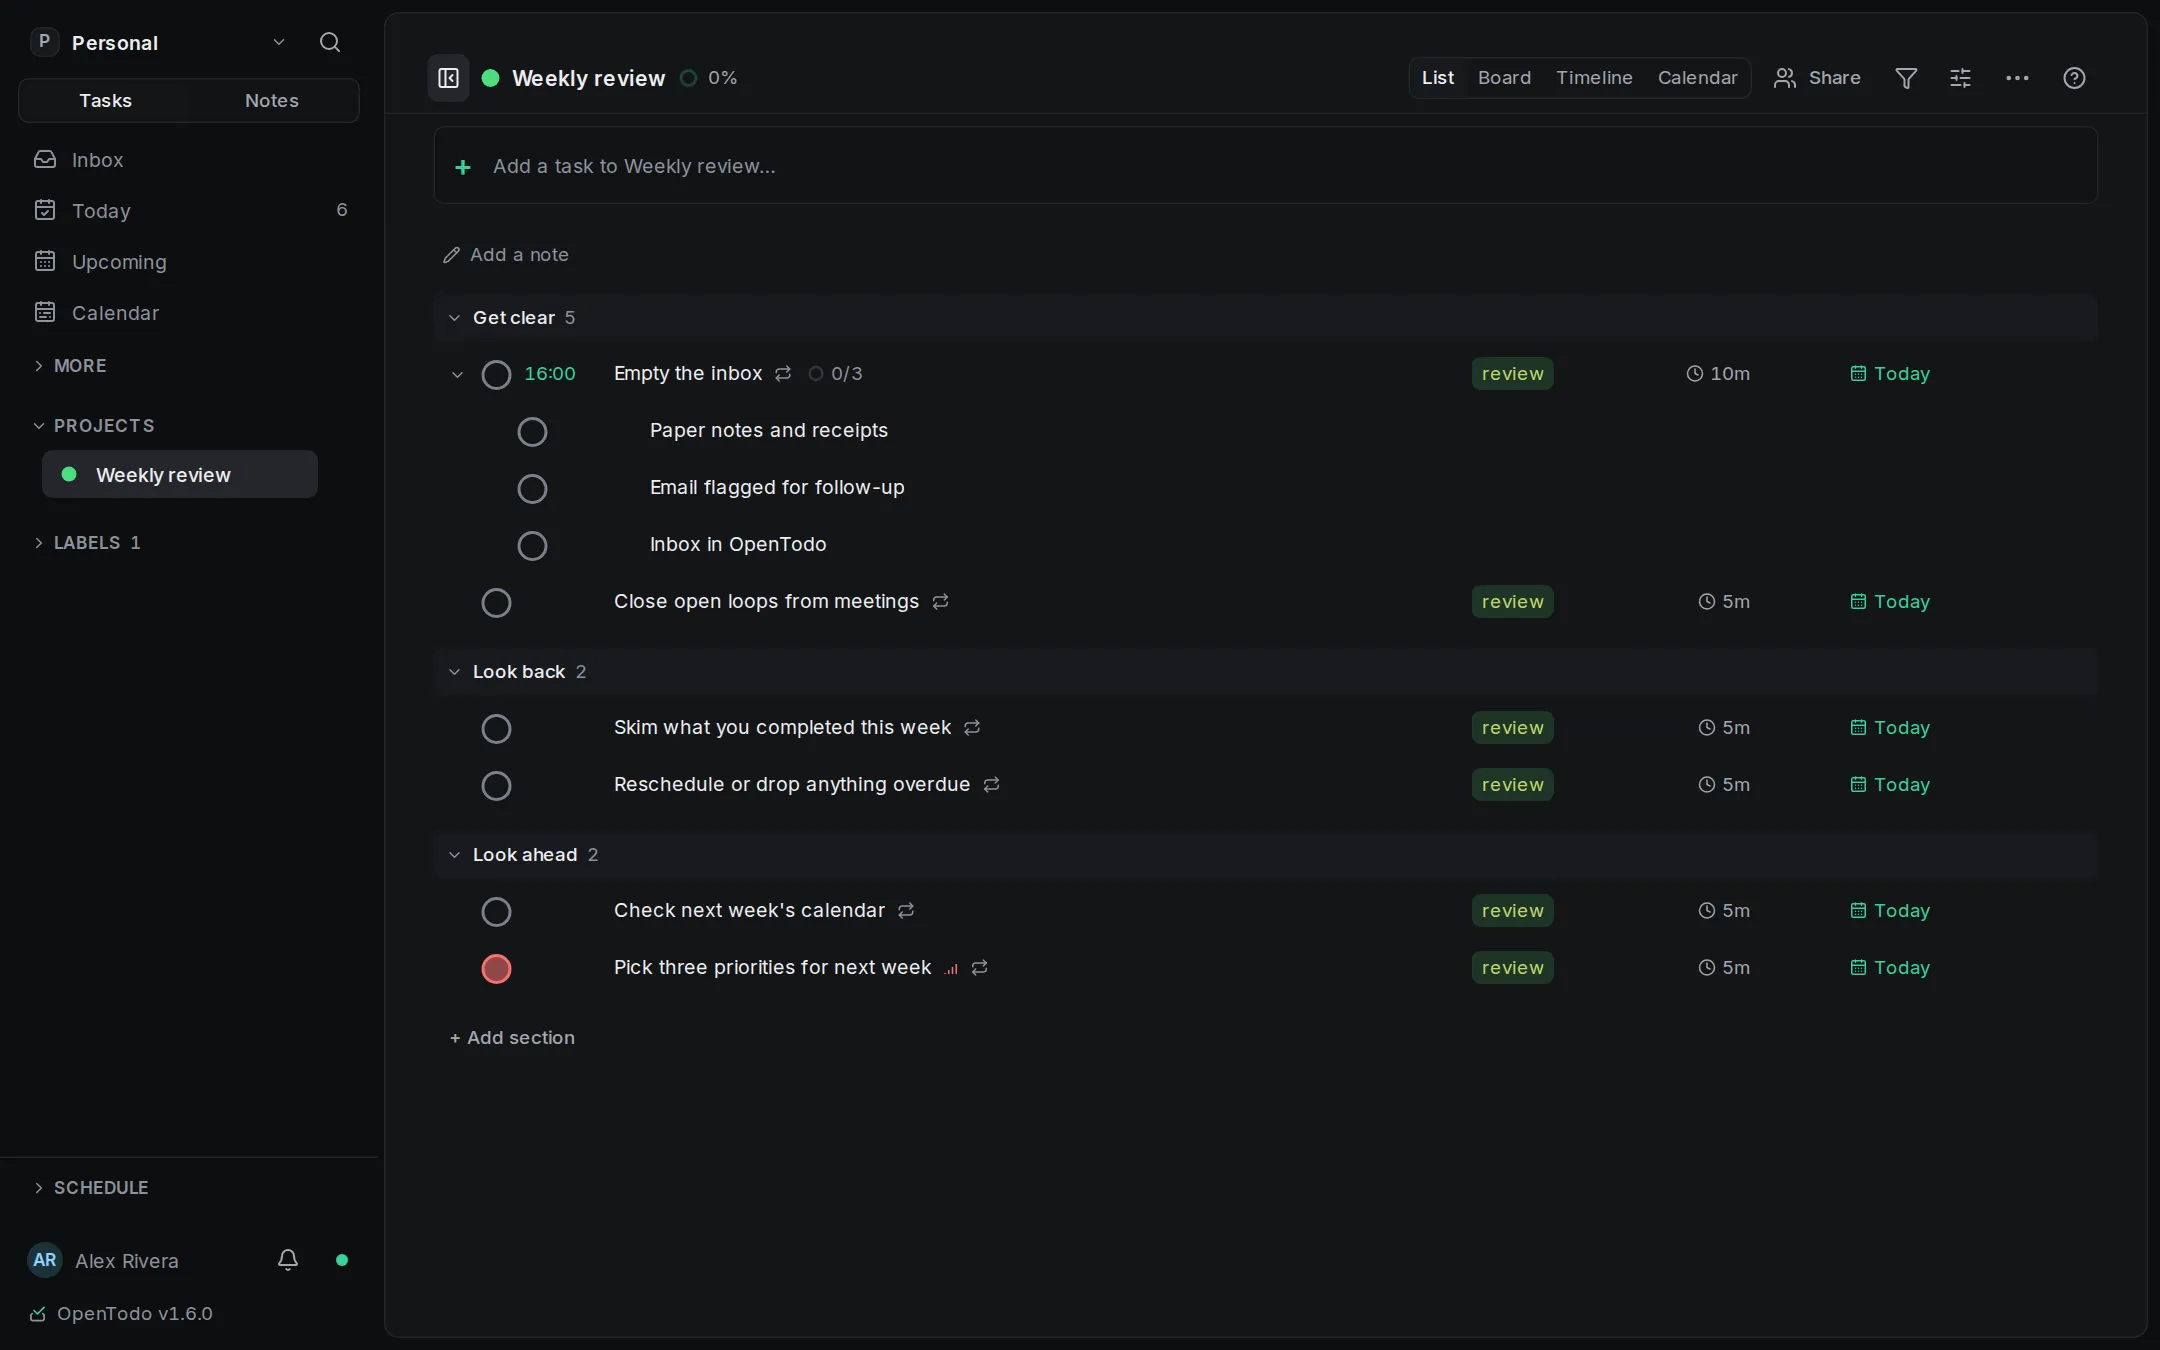 P Personal
Tasks Notes
Inbox
Today 6
Upcoming
Calendar
MORE
PROJECTS
Weekly review
LABELS 1
SCHEDULE
AR Alex Rivera
OpenTodo v1.6.0
Weekly review 0% List Board Timeline Calendar Share
+ Add a task to Weekly review...
Add a note
Get clear 5
16:00 Empty the inbox 0/3 review 10m Today
Paper notes and receipts
Email flagged for follow-up
Inbox in OpenTodo
Close open loops from meetings review 5m Today
Look back 2
Skim what you completed this week review 5m Today
Reschedule or drop anything overdue review 5m Today
Look ahead 2
Check next week's calendar review 5m Today
Pick three priorities for next week review 5m Today
+ Add section